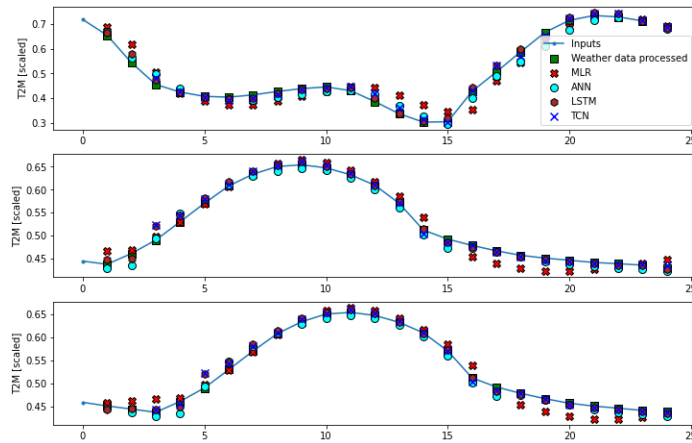 T2M [scaled]
0.7
0.6
0.5
0.4
0.3
0 5 10 15 20 25
Inputs
Weather data processed
MLR
ANN
LSTM
TCN
T2M [scaled]
0.65
0.60
0.55
0.50
0.45
0 5 10 15 20 25
T2M [scaled]
0.65
0.60
0.55
0.50
0.45
0 5 10 15 20 25